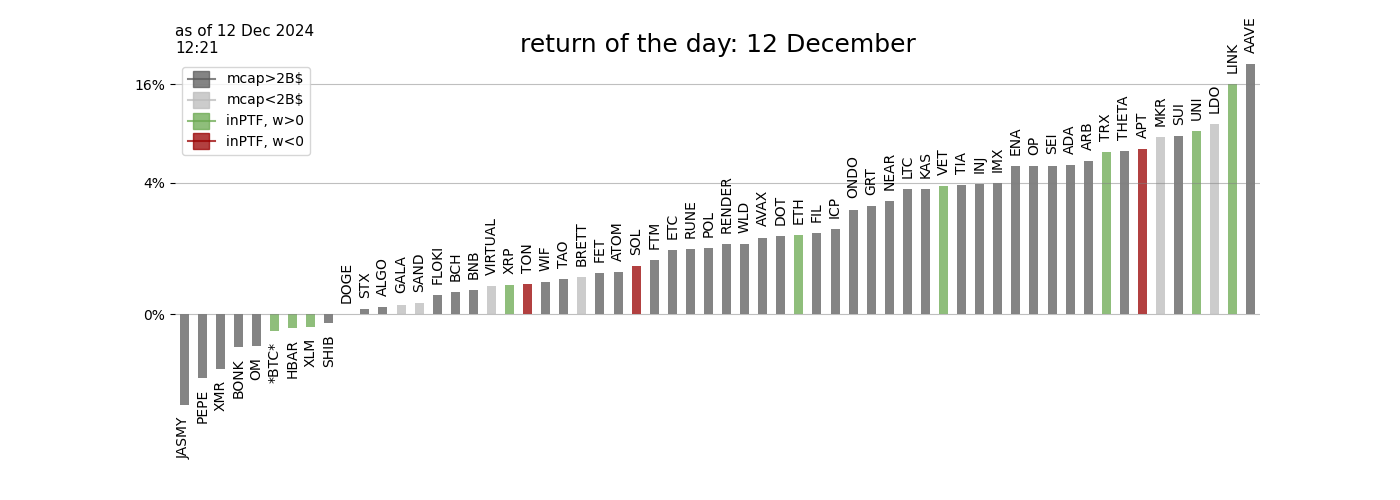 as of 12 Dec 2024
12:21
return of the day: 12 December
mcap>2B$
mcap<2B$
inPTF, w>0
inPTF, w<0
16%
4%
0%
JASMY
PEPE
XMR
BONK
OM
*BTC*
HBAR
XLM
SHIB
DOGE
STX
ALGO
GALA
SAND
FLOKI
BCH
BNB
VIRTUAL
XRP
TON
WIF
TAO
BRETT
FET
ATOM
SOL
FTM
ETC
RUNE
POL
RENDER
WLD
AVAX
DOT
ETH
FIL
ICP
ONDO
GRT
NEAR
LTC
KAS
VET
TIA
INJ
IMX
ENA
OP
SEI
ADA
ARB
TRX
THETA
APT
MKR
SUI
UNI
LDO
LINK
AAVE